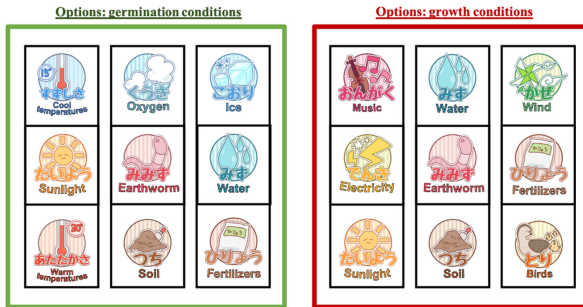 Options: germination conditions
Options: growth conditions
15°
すずしさ
Cool
temperatures
くうき
Oxygen
こおり
Ice
おんがく
Music
みず
Water
かぜ
Wind
たいよう
Sunlight
みみず
Earthworm
みず
Water
でんき
Electricity
みみず
Earthworm
ひりょう
Fertilizers
30°
あたたかさ
Warm
temperatures
つち
Soil
ひりょう
Fertilizers
たいよう
Sunlight
つち
Soil
とり
Birds